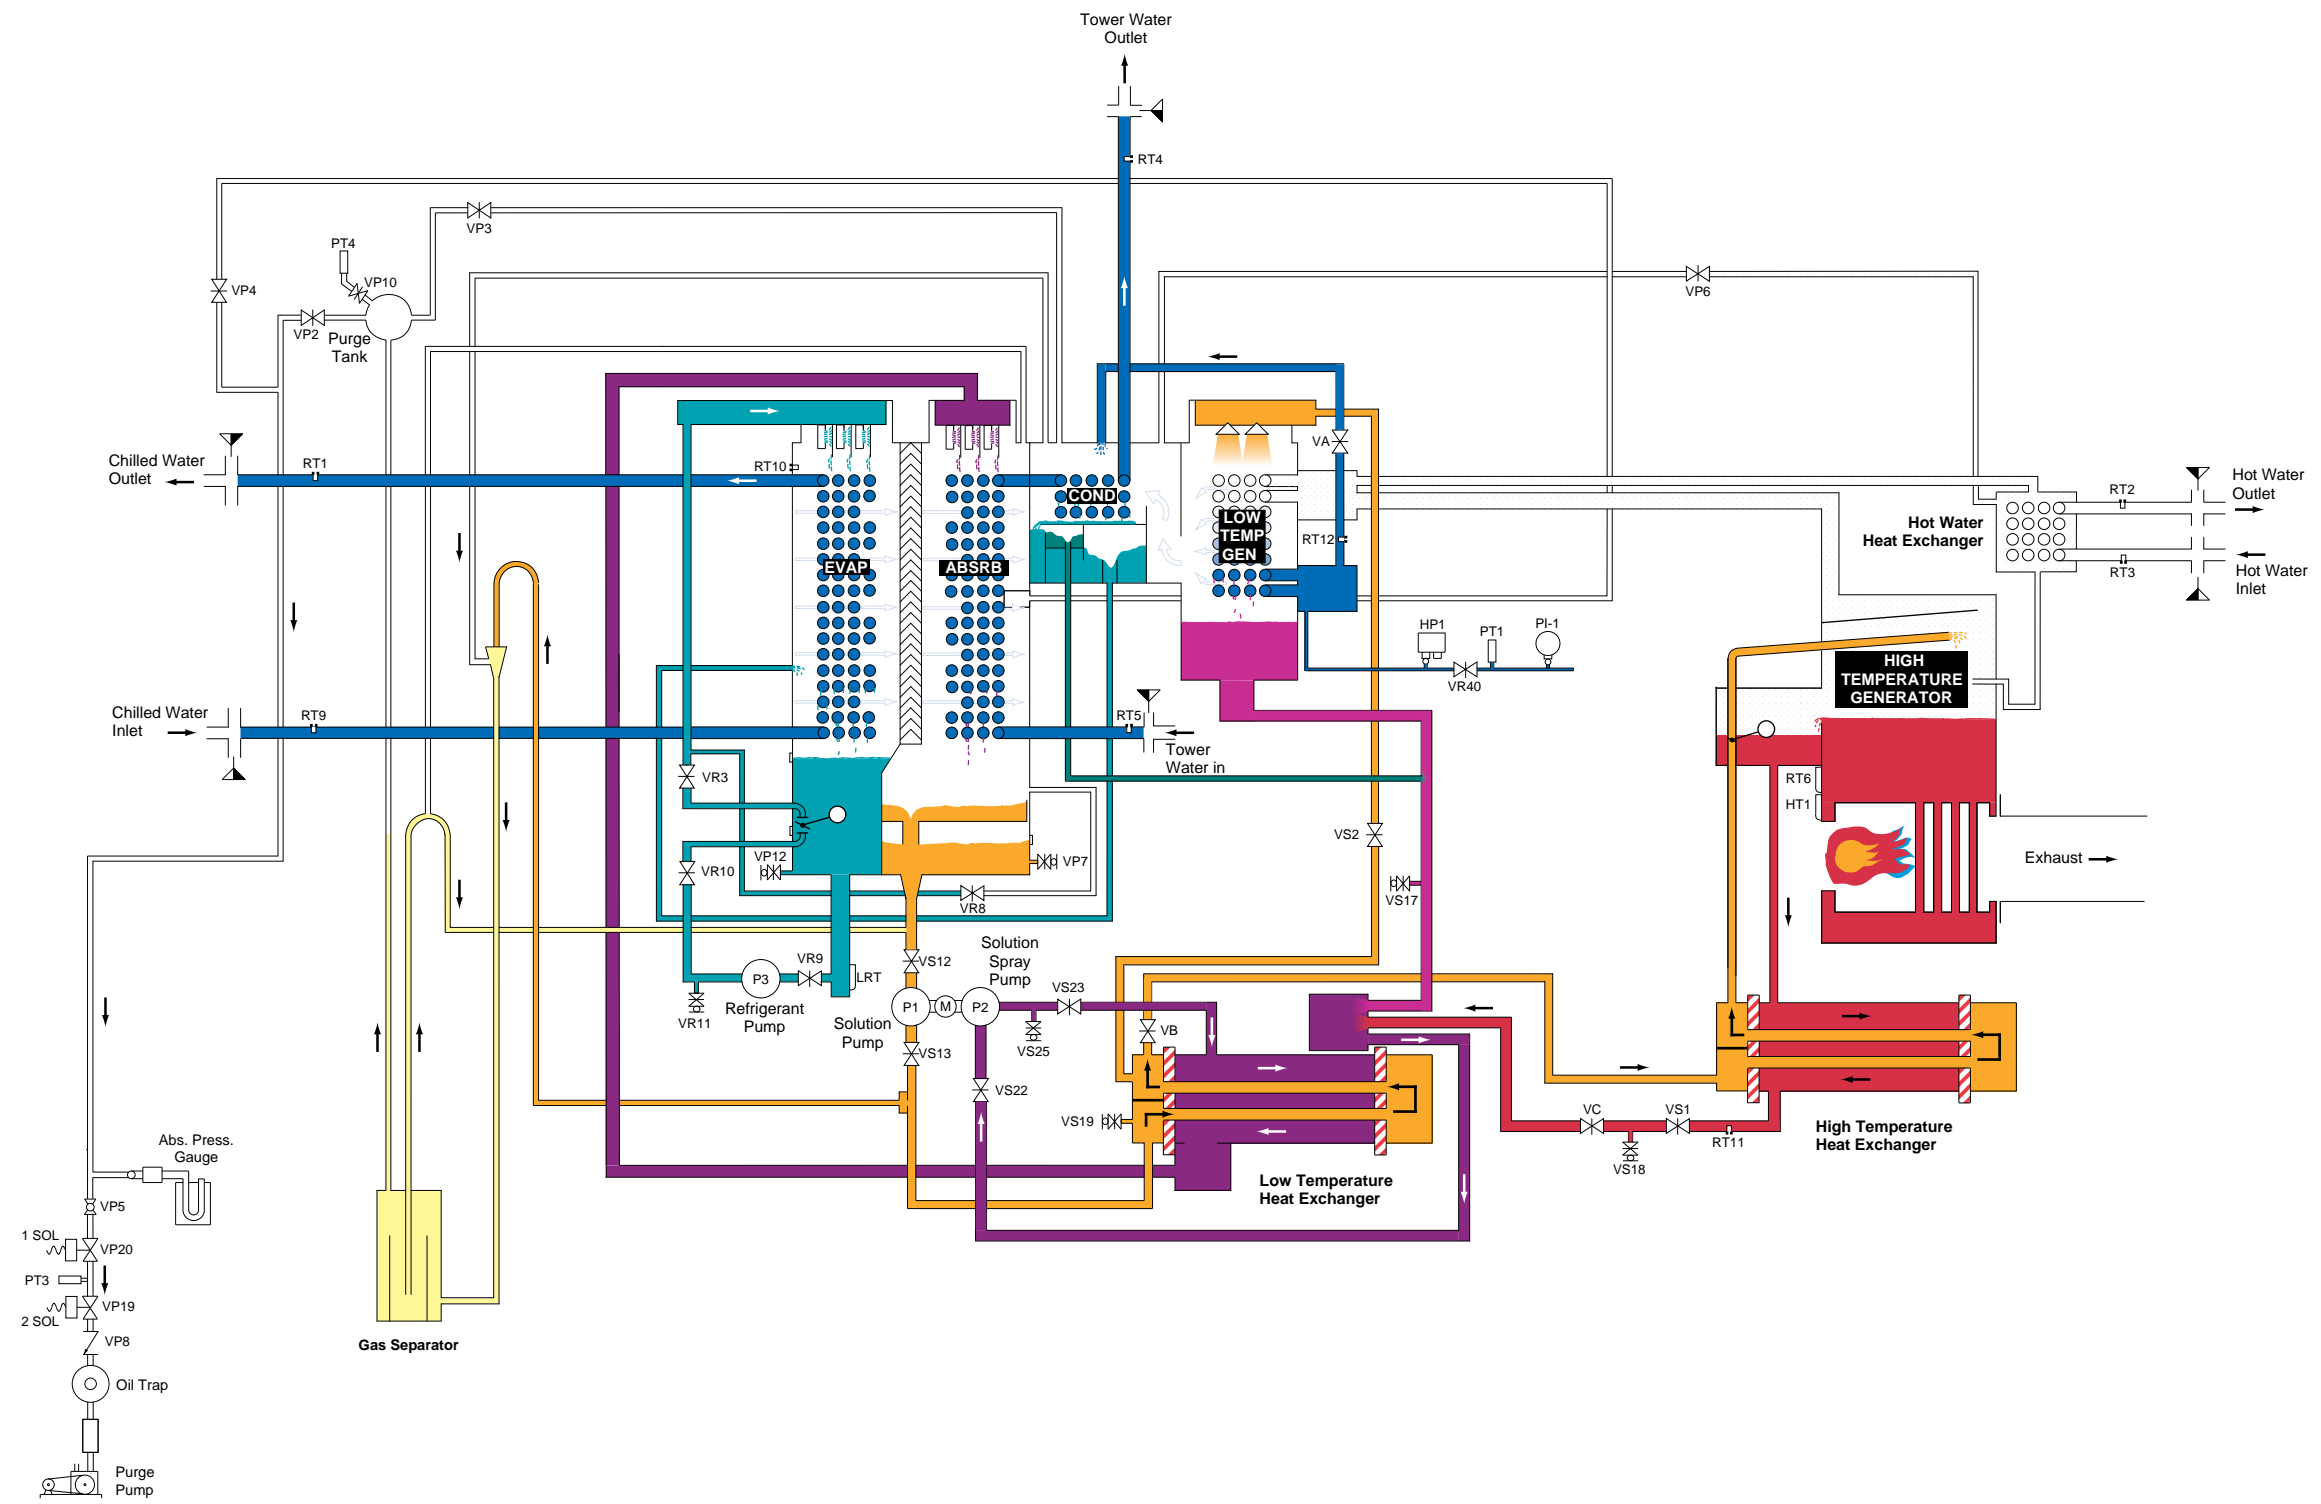 Tower Water
Outlet
RT4
VP3
PT4
VP10
VP4
VP2
Purge
Tank
VP6
Chilled Water
Outlet
RT1
RT10
VA
COND
LOW
TEMP
GEN
RT12
EVAP
ABSRB
RT2
Hot Water
Outlet
Hot Water
Heat Exchanger
RT3
Hot Water
Inlet
HP1
PT1
PI-1
VR40
HIGH
TEMPERATURE
GENERATOR
Chilled Water
Inlet
RT9
RT5
Tower
Water in
VR3
RT6
HT1
VS2
VP12
VP7
VR10
VR8
VS17
Exhaust
VS12
Solution
Spray
Pump
VR9
LRT
P3
Refrigerant
Pump
VR11
Solution
Pump
P1
M
P2
VS23
VS25
VB
VS13
VS22
VS19
VC
VS1
RT11
VS18
High Temperature
Heat Exchanger
Low Temperature
Heat Exchanger
Abs. Press.
Gauge
VP5
1 SOL
VP20
PT3
VP19
2 SOL
VP8
Gas Separator
Oil Trap
Purge
Pump